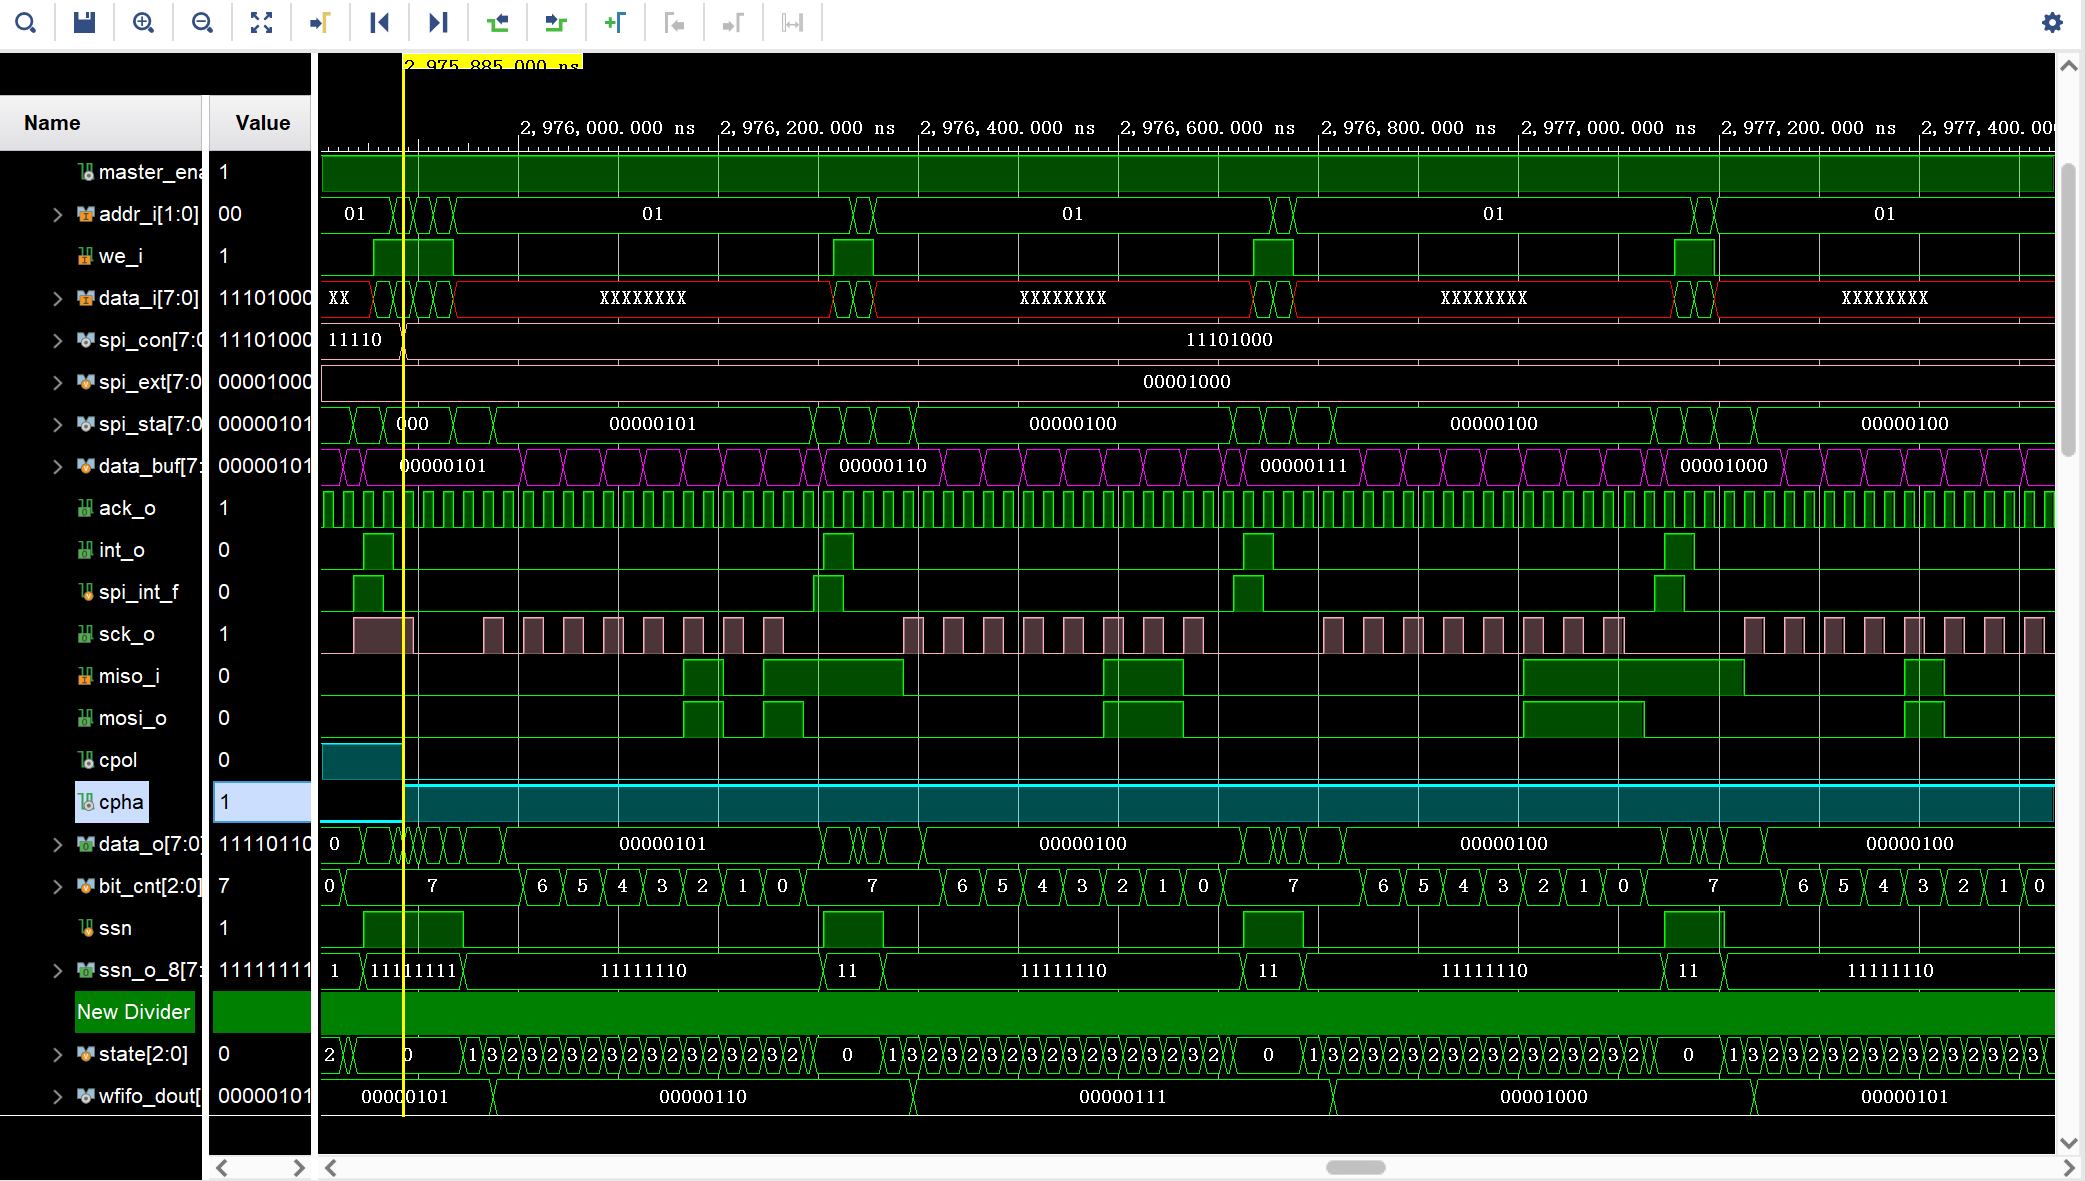 2,975,885.000 ns
Name Value
2,976,000.000 ns 2,976,200.000 ns 2,976,400.000 ns 2,976,600.000 ns 2,976,800.000 ns 2,977,000.000 ns 2,977,200.000 ns 2,977,400.00
master_ena 1
addr_i[1:0] 00 01 01 01 01 01
we_i 1
data_i[7:0] 11101000 XX XXXXXXXX XXXXXXXX XXXXXXXX XXXXXXXX
spi_con[7:0 11101000 11110 11101000
spi_ext[7:0 00001000 00001000
spi_sta[7:0 00000101 000 00000101 00000100 00000100 00000100
data_buf[7: 00000101 00000101 00000110 00000111 00001000
ack_o 1
int_o 0
spi_int_f 0
sck_o 1
miso_i 0
mosi_o 0
cpol 0
cpha 1
data_o[7:0] 11110110 0 00000101 00000100 00000100 00000100
bit_cnt[2:0] 7 0 7 6 5 4 3 2 1 0 7 6 5 4 3 2 1 0 7 6 5 4 3 2 1 0 7 6 5 4 3 2 1 0
ssn 1
ssn_o_8[7: 11111111 1 11111111 11111110 11 11111110 11 11111110 11 11111110
New Divider
state[2:0] 0 2 0 1 3 2 3 2 3 2 3 2 3 2 3 2 3 2 3 2 0 1 3 2 3 2 3 2 3 2 3 2 3 2 3 2 3 2 0 1 3 2 3 2 3 2 3 2 3 2 3 2 3 2 3 2 0 1 3 2 3 2 3 2 3 2 3 2 3 2 3 2 3
wfifo_dout[ 00000101 00000101 00000110 00000111 00001000 00000101